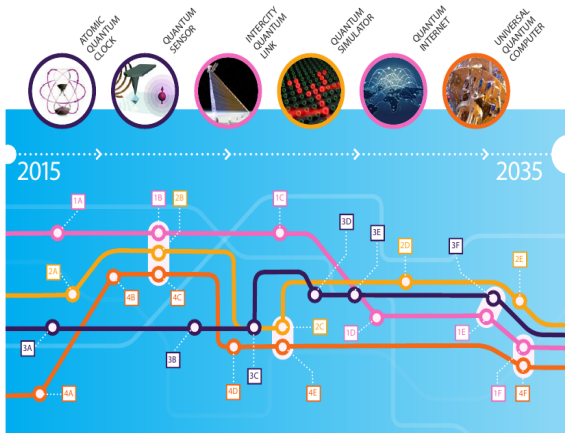 ATOMIC
QUANTUM
CLOCK
QUANTUM
SENSOR
INTERCITY
QUANTUM
LINK
QUANTUM
SIMULATOR
QUANTUM
INTERNET
UNIVERSAL
QUANTUM
COMPUTER
2015
2035
1A
1B
2B
1C
3D
3E
2D
3F
2E
2A
4B
4C
3A
3B
3C
2C
1D
1E
4A
4D
4E
1F
4F